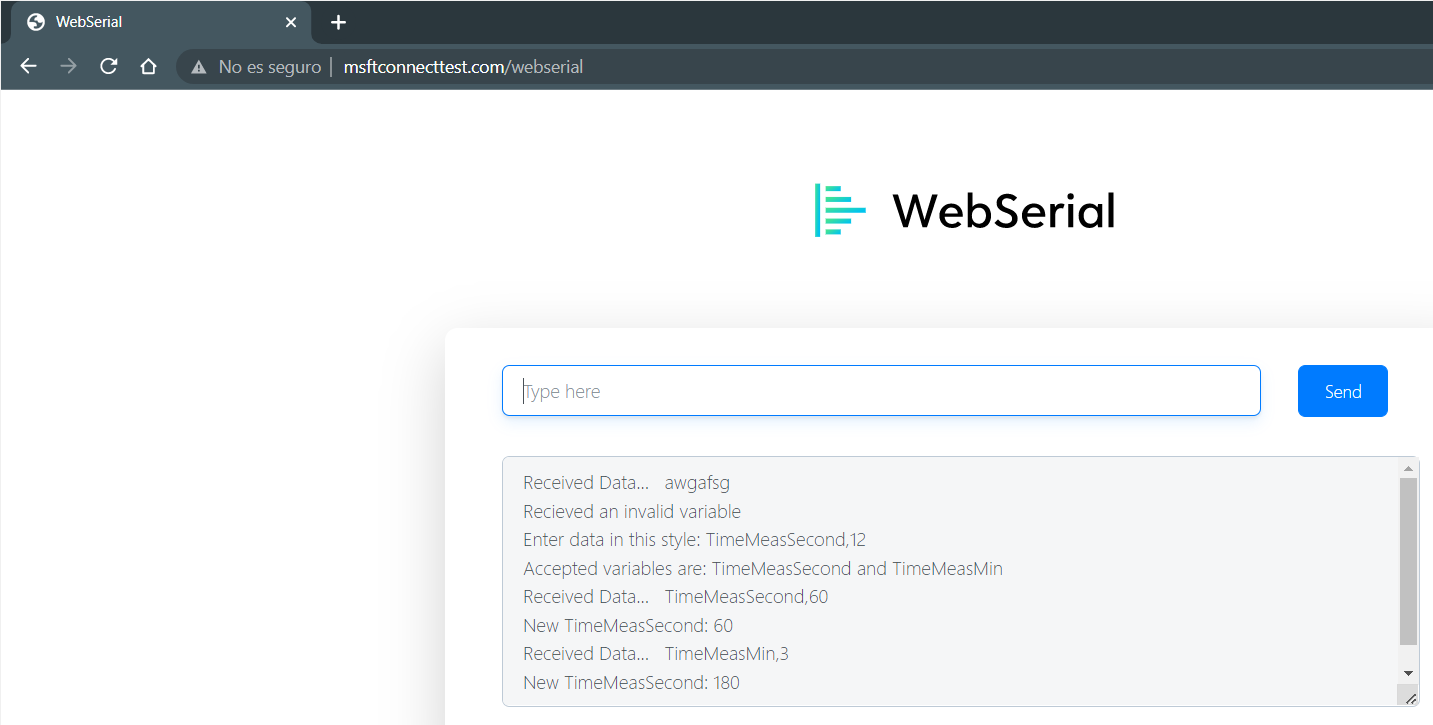 WebSerial
No es seguro | msftconnecttest.com/webserial
WebSerial
Type here
Send
Received Data... awgafsg
Recieved an invalid variable
Enter data in this style: TimeMeasSecond,12
Accepted variables are: TimeMeasSecond and TimeMeasMin
Received Data... TimeMeasSecond,60
New TimeMeasSecond: 60
Received Data... TimeMeasMin,3
New TimeMeasSecond: 180